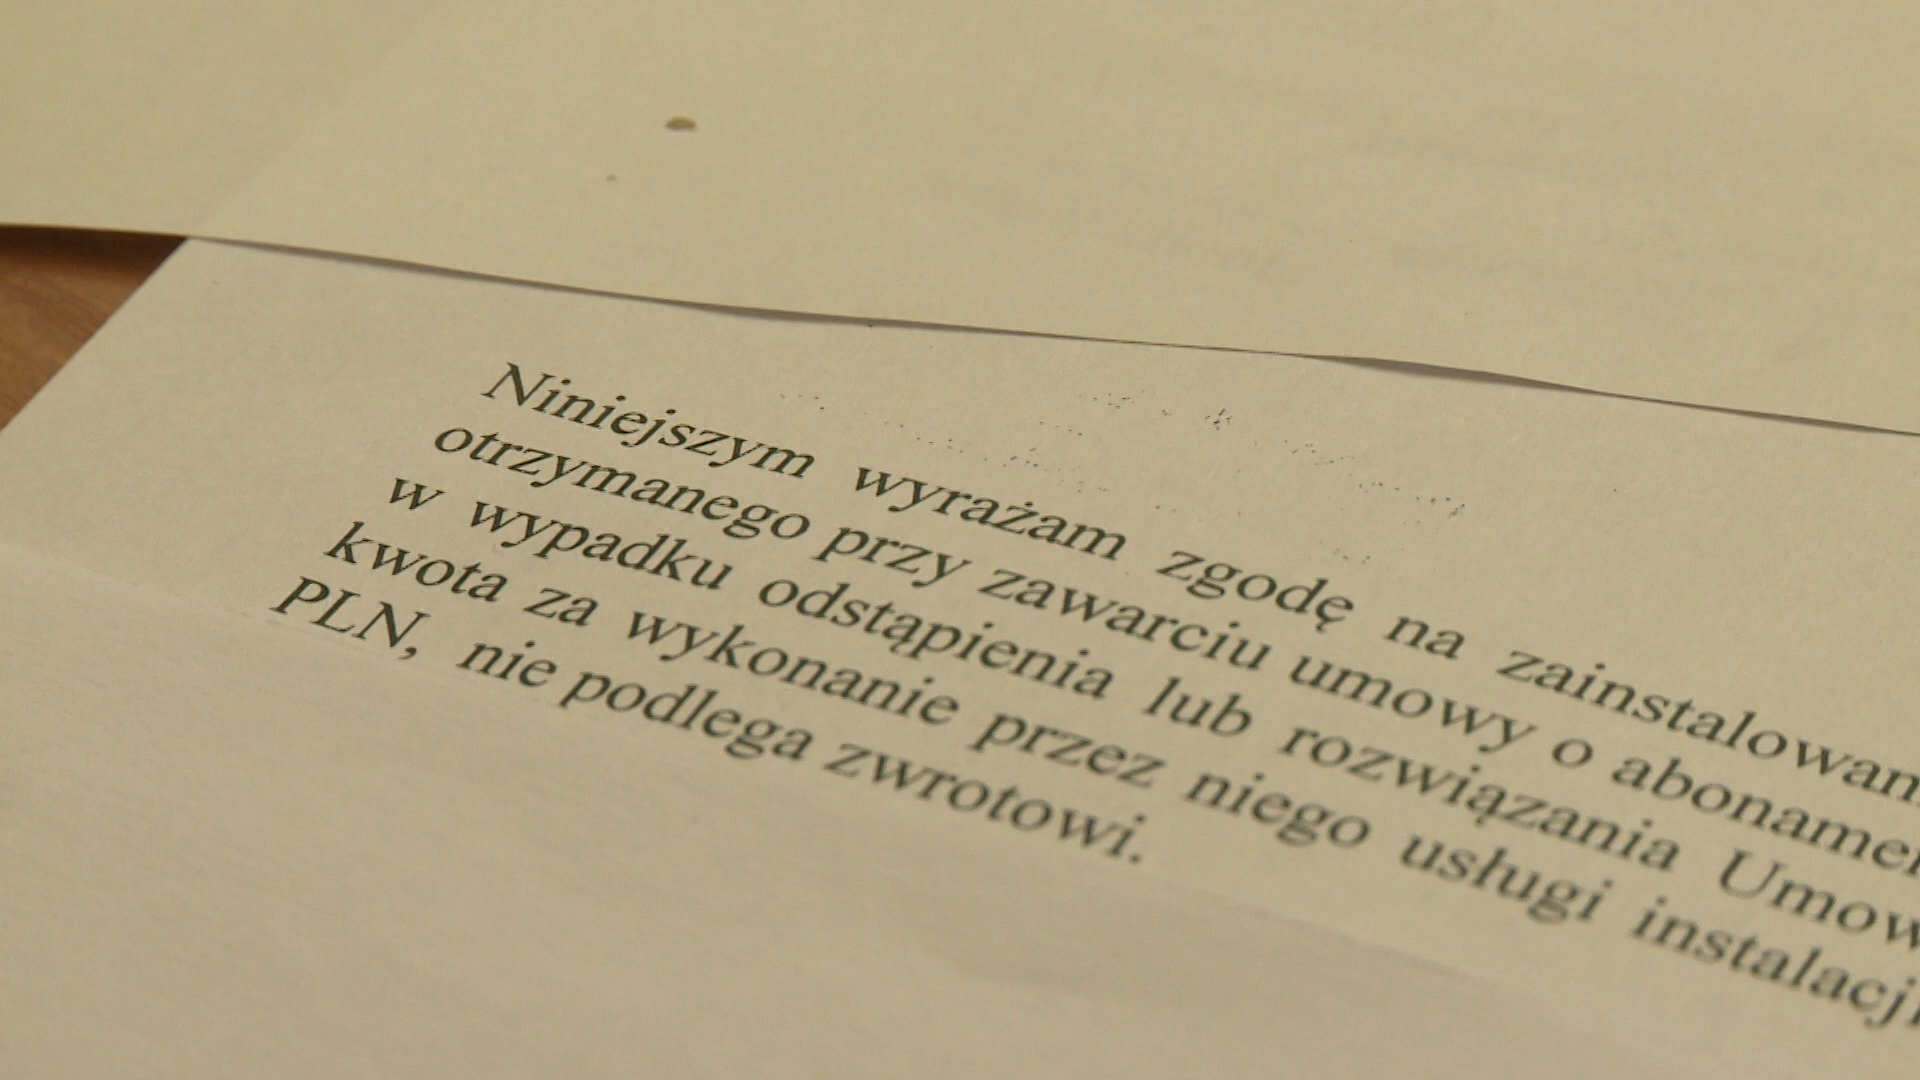 Niniejszym wyrażam zgodę na zainstalowan
otrzymanego przy zawarciu umowy o abonamen
w wypadku odstąpienia lub rozwiązania Umow
kwota za wykonanie przez niego usługi instalacji
PLN, nie podlega zwrotowi.